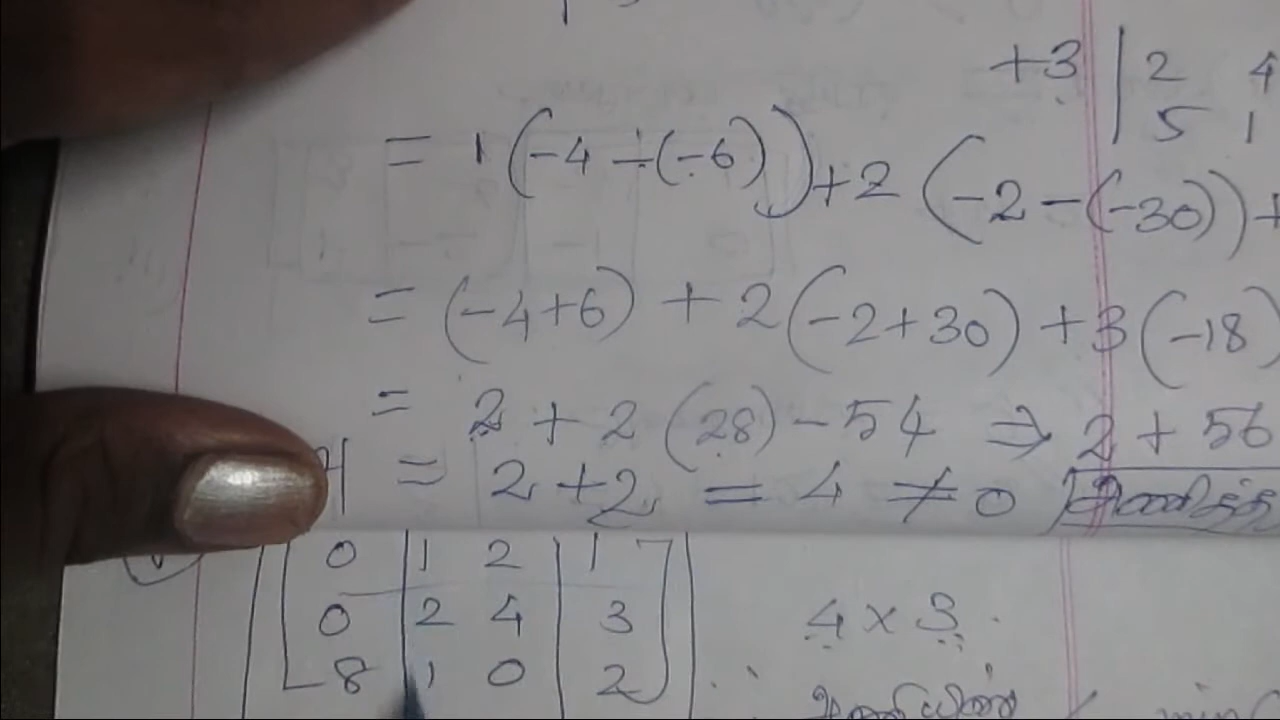 +3 | 2 4
5 1
= 1 (-4 -(-6)) + 2 (-2 -(-30)) +
= (-4+6) + 2 (-2+30) + 3 (-18)
= 2 + 2 (28) - 54 ⇒ 2 + 56
= 2 + 2 = 4 ≠ 0
0 1 2 1
0 2 4 3 4 x 3
-8 1 0 2